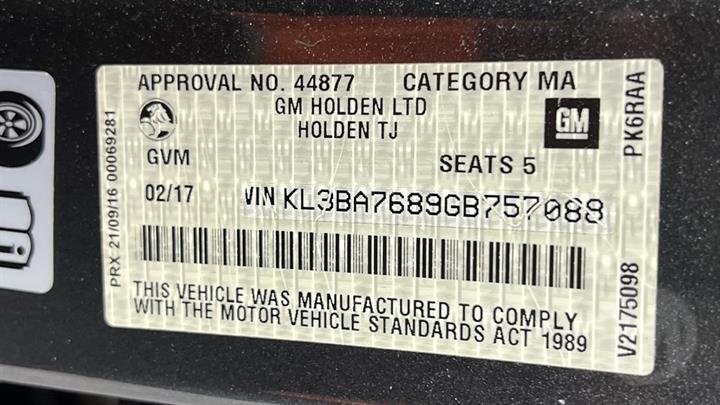 APPROVAL NO. 44877 CATEGORY MA
GM HOLDEN LTD
HOLDEN TJ
GM
GVM SEATS 5
02/17 VIN KL3BA7689GB757088
THIS VEHICLE WAS MANUFACTURED TO COMPLY
WITH THE MOTOR VEHICLE STANDARDS ACT 1989
PRX 21/09/16 00069281
PK6RAA
V2175098